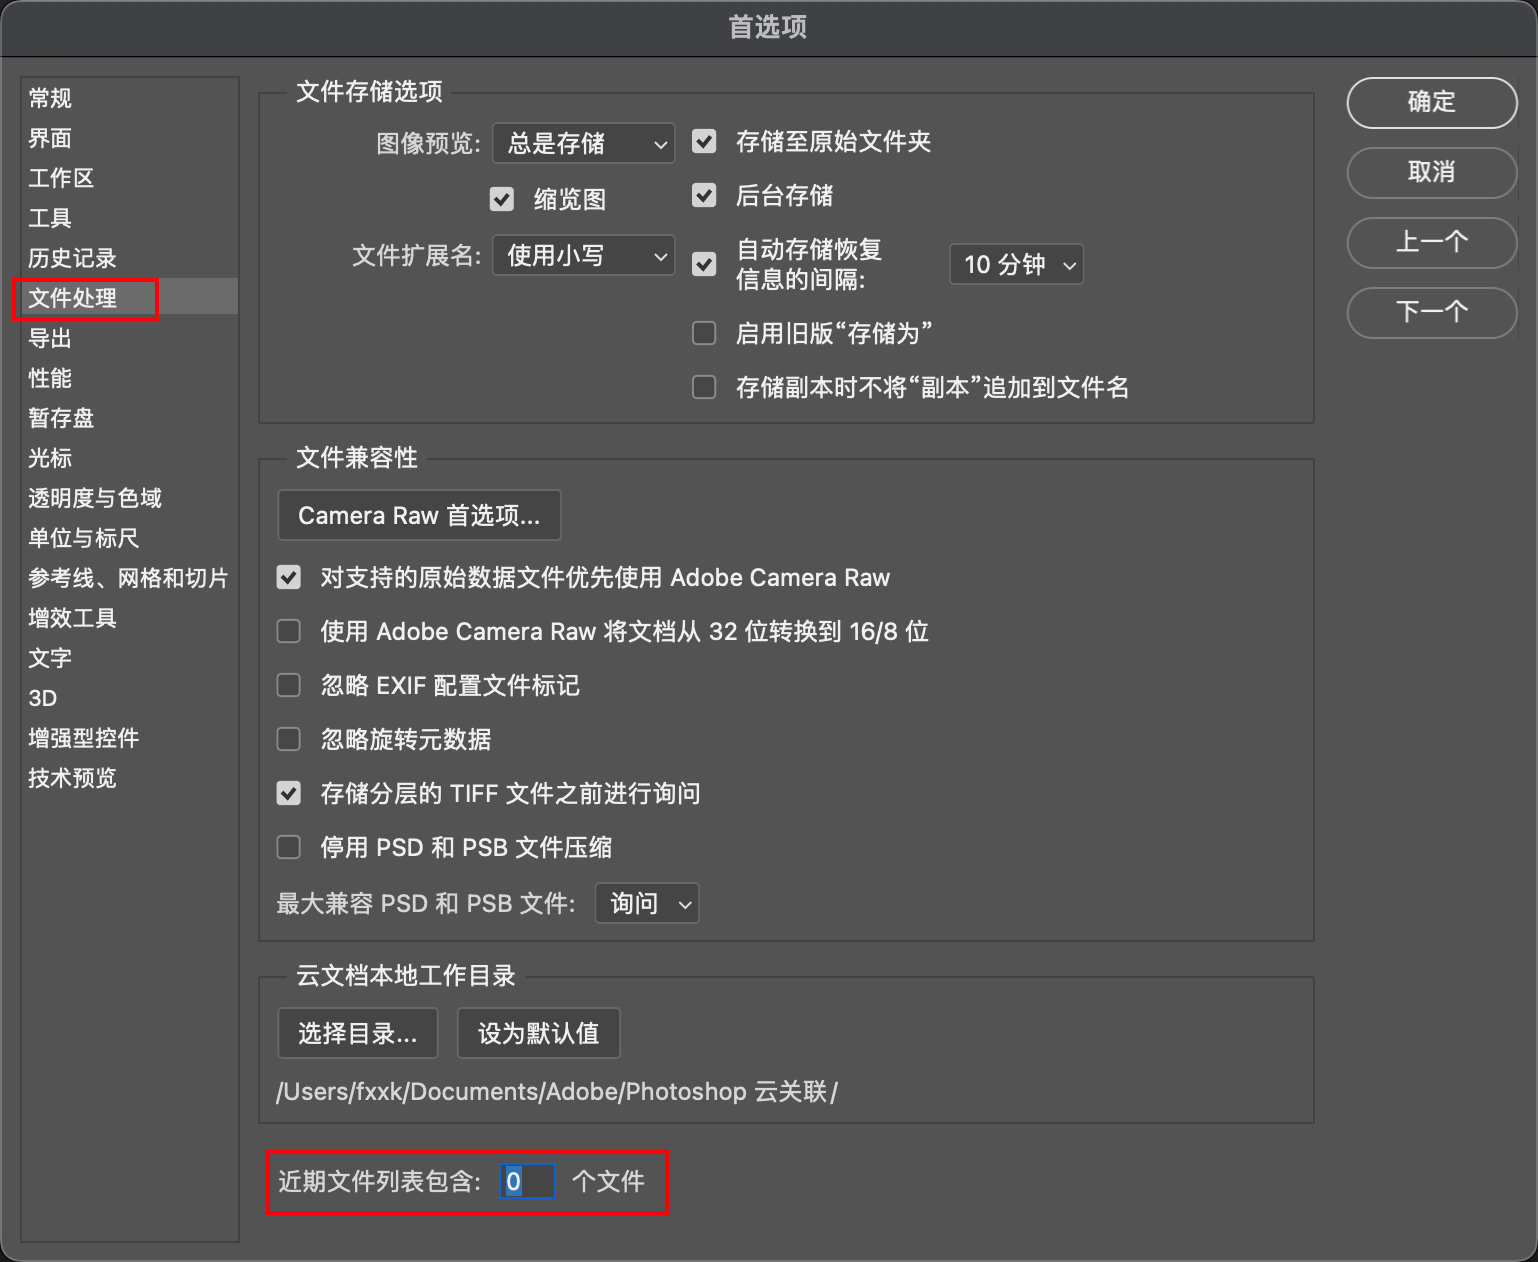 首选项
常规
界面
工作区
工具
历史记录
文件处理
导出
性能
暂存盘
光标
透明度与色域
单位与标尺
参考线、网格和切片
增效工具
文字
3D
增强型控件
技术预览
文件存储选项
图像预览: 总是存储
缩览图
文件扩展名: 使用小写
存储至原始文件夹
后台存储
自动存储恢复
信息的间隔:
10 分钟
启用旧版“存储为”
存储副本时不将“副本”追加到文件名
文件兼容性
Camera Raw 首选项...
对支持的原始数据文件优先使用 Adobe Camera Raw
使用 Adobe Camera Raw 将文档从 32 位转换到 16/8 位
忽略 EXIF 配置文件标记
忽略旋转元数据
存储分层的 TIFF 文件之前进行询问
停用 PSD 和 PSB 文件压缩
最大兼容 PSD 和 PSB 文件: 询问
云文档本地工作目录
选择目录... 设为默认值
/Users/fxxk/Documents/Adobe/Photoshop 云关联/
近期文件列表包含: 0 个文件
确定
取消
上一个
下一个